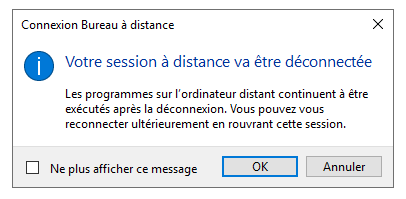 Connexion Bureau à distance
Votre session à distance va être déconnectée
Les programmes sur l'ordinateur distant continuent à être
exécutés après la déconnexion. Vous pouvez vous
reconnecter ultérieurement en rouvrant cette session.
Ne plus afficher ce message
OK
Annuler